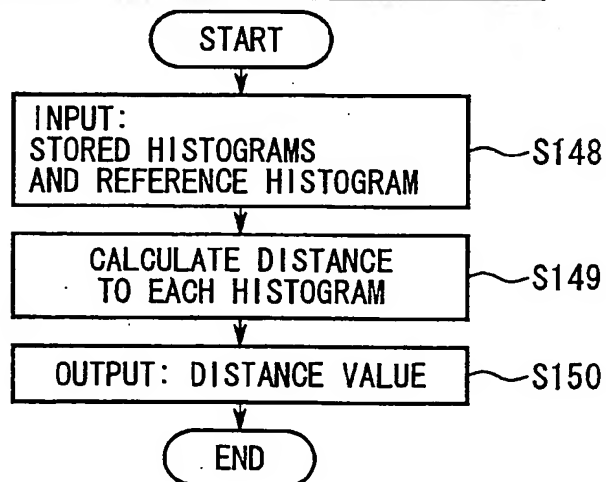 START
INPUT:
STORED HISTOGRAMS
AND REFERENCE HISTOGRAM
S148
CALCULATE DISTANCE
TO EACH HISTOGRAM
S149
OUTPUT: DISTANCE VALUE
S150
END